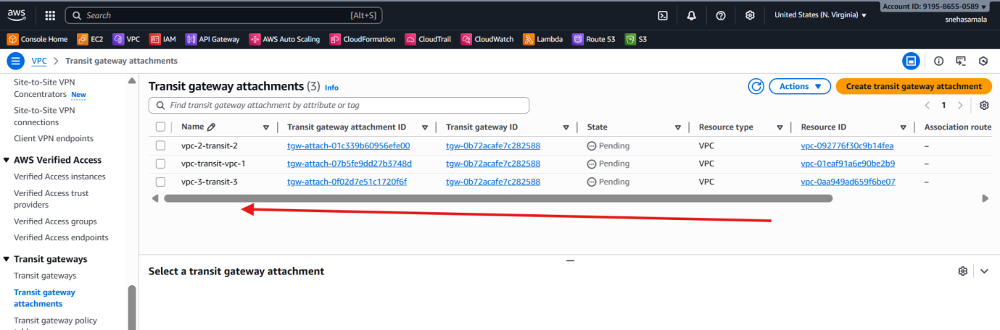 aws Search [Alt+S] United States (N. Virginia) Account ID: 9195-8655-0589
snehasamala
Console Home EC2 VPC IAM API Gateway AWS Auto Scaling CloudFormation CloudTrail CloudWatch Lambda Route 53 S3
VPC > Transit gateway attachments
Site-to-Site VPN
Concentrators New
Site-to-Site VPN
connections
Client VPN endpoints
AWS Verified Access
Verified Access instances
Verified Access trust
providers
Verified Access groups
Verified Access endpoints
Transit gateways
Transit gateways
Transit gateway
attachments
Transit gateway policy
Transit gateway attachments (3) Info
Actions Create transit gateway attachment
Find transit gateway attachment by attribute or tag
1
Name Transit gateway attachment ID Transit gateway ID State Resource type Resource ID Association route
vpc-2-transit-2 tgw-attach-01c339b60956efe00 tgw-0b72acafe7c282588 Pending VPC vpc-092776f30c9b14fea –
vpc-transit-vpc-1 tgw-attach-07b5fe9dd27b3748d tgw-0b72acafe7c282588 Pending VPC vpc-01eaf91a6e90be2b9 –
vpc-3-transit-3 tgw-attach-0f02d7e51c1720f6f tgw-0b72acafe7c282588 Pending VPC vpc-0aa949ad659f6be07 –
Select a transit gateway attachment